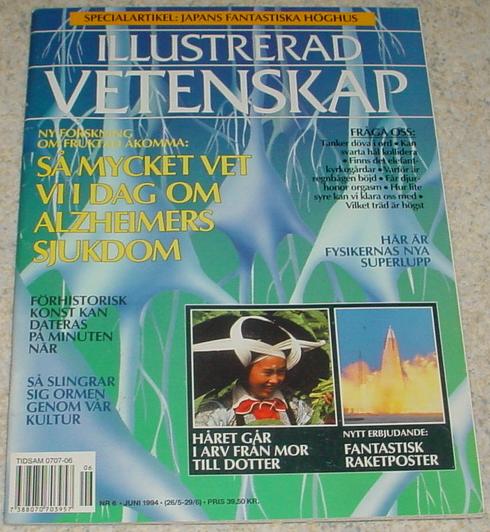 SPECIALARTIKEL: JAPANS FANTASTISKA HÖGHUS
ILLUSTRERAD
VETENSKAP
NY FORSKNING
OM FRUKTAD ÅKOMMA:
SÅ MYCKET VET
VI I DAG OM
ALZHEIMERS
SJUKDOM
FRÅGA OSS:
Tänker döva i ord • Kan
svarta hål kollidera
• Finns det elefant-
kyrkogårdar • Varför är
regnbågen böjd • Får djur-
honor orgasm • Hur lite
syre kan vi klara oss med •
Vilket träd är högst
HÄR ÄR
FYSIKERNAS NYA
SUPERLUPP
FÖRHISTORISK
KONST KAN
DATERAS
PÅ MINUTEN
NÄR
SÅ SLINGRAR
SIG ORMEN
GENOM VÅR
KULTUR
HÅRET GÅR
I ARV FRÅN MOR
TILL DOTTER
NYTT ERBJUDANDE:
FANTASTISK
RAKETPOSTER
TIDSAM 0707-06
06
7 388070 703957
NR 6 • JUNI 1994 • (26/5-29/6) • PRIS 39,50 KR.